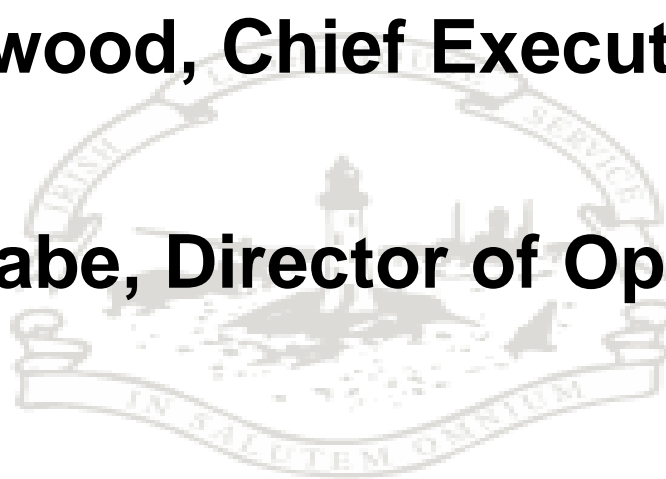 wood, Chief Execut
IRISH
SERVICE
abe, Director of Op
IN SALUTEM OMNIUM